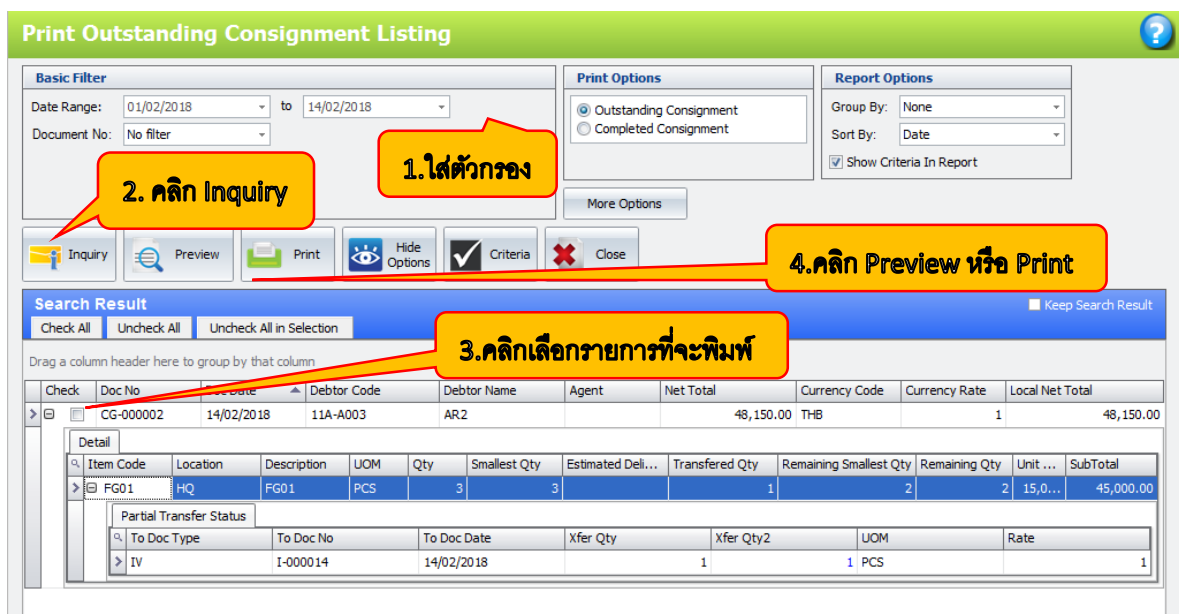 Print Outstanding Consignment Listing
Basic Filter
Date Range: 01/02/2018 to 14/02/2018
Document No: No filter
Print Options
Outstanding Consignment
Completed Consignment
Report Options
Group By: None
Sort By: Date
Show Criteria In Report
1.ใส่ตัวกรอง
2. คลิก Inquiry
More Options
Inquiry Preview Print Hide Options Criteria Close
4.คลิก Preview หรือ Print
Search Result
Keep Search Result
Check All Uncheck All Uncheck All in Selection
3.คลิกเลือกรายการที่จะพิมพ์
Drag a column header here to group by that column
Check Doc No Doc Date Debtor Code Debtor Name Agent Net Total Currency Code Currency Rate Local Net Total
CG-000002 14/02/2018 11A-A003 AR2 48,150.00 THB 1 48,150.00
Detail
Item Code Location Description UOM Qty Smallest Qty Estimated Deli... Transfered Qty Remaining Smallest Qty Remaining Qty Unit ... SubTotal
FG01 HQ FG01 PCS 3 3 1 2 2 15,0... 45,000.00
Partial Transfer Status
To Doc Type To Doc No To Doc Date Xfer Qty Xfer Qty2 UOM Rate
IV I-000014 14/02/2018 1 1 PCS 1